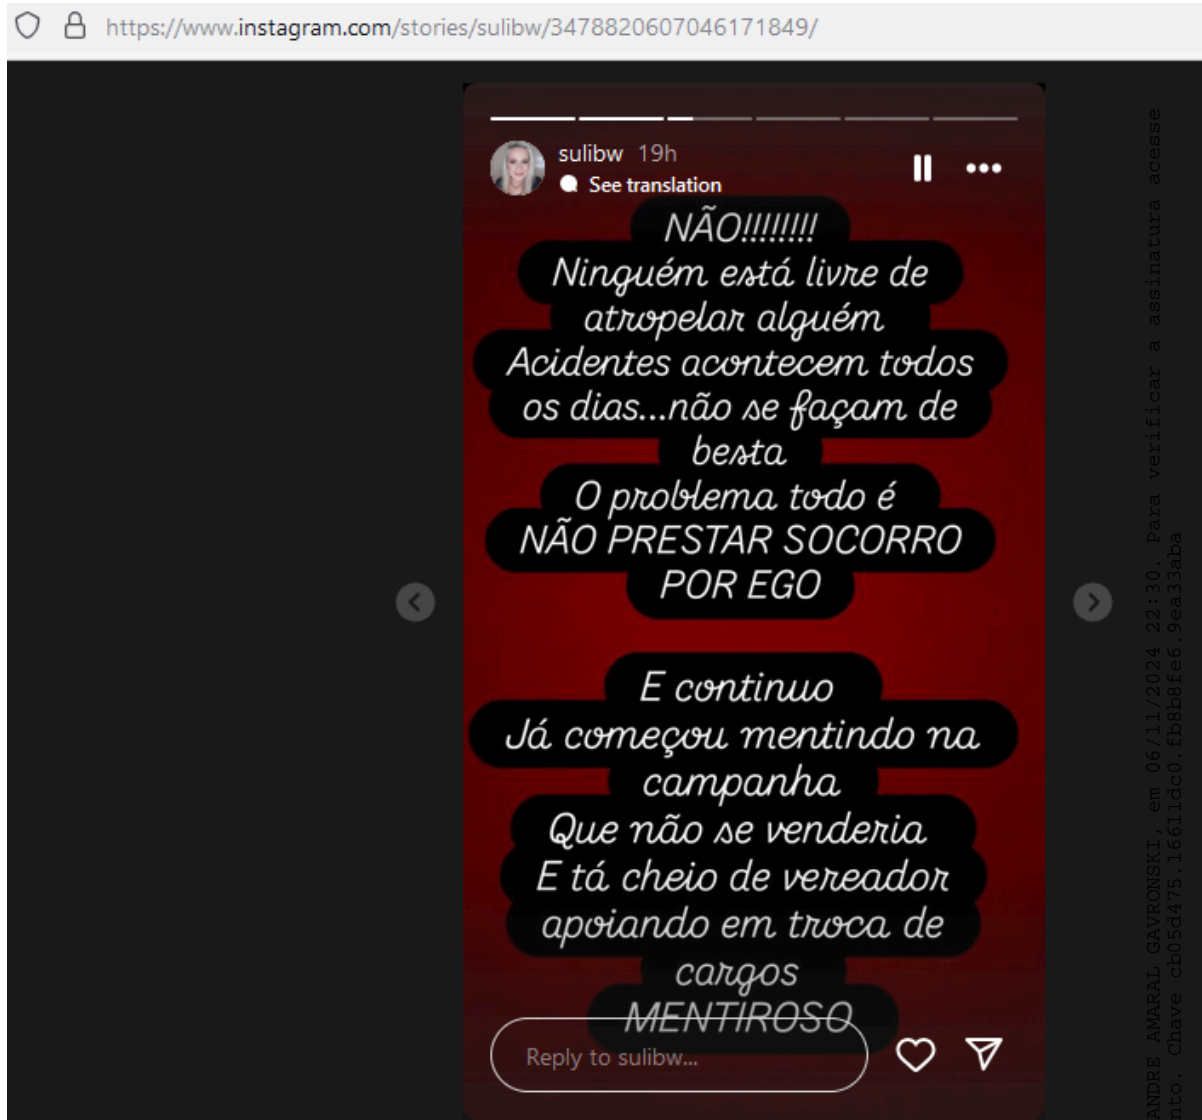 https://www.instagram.com/stories/sulibw/3478820607046171849/
sulibw 19h
See translation
NÃO!!!!!!!!
Ninguém está livre de
atropelar alguém
Acidentes acontecem todos
os dias...não se façam de
besta
O problema todo é
NÃO PRESTAR SOCORRO
POR EGO
E continuo
Já começou mentindo na
campanha
Que não se venderia
E tá cheio de vereador
apoiando em troca de
cargos
MENTIROSO
Reply to sulibw...
ANDRE AMARAL GAVRONSKI, em 06/11/2024 22:30. Para verificar a assinatura acesse
nto. Chave cb05d475.16611dc0.fb8b8fe6.9ea33aba